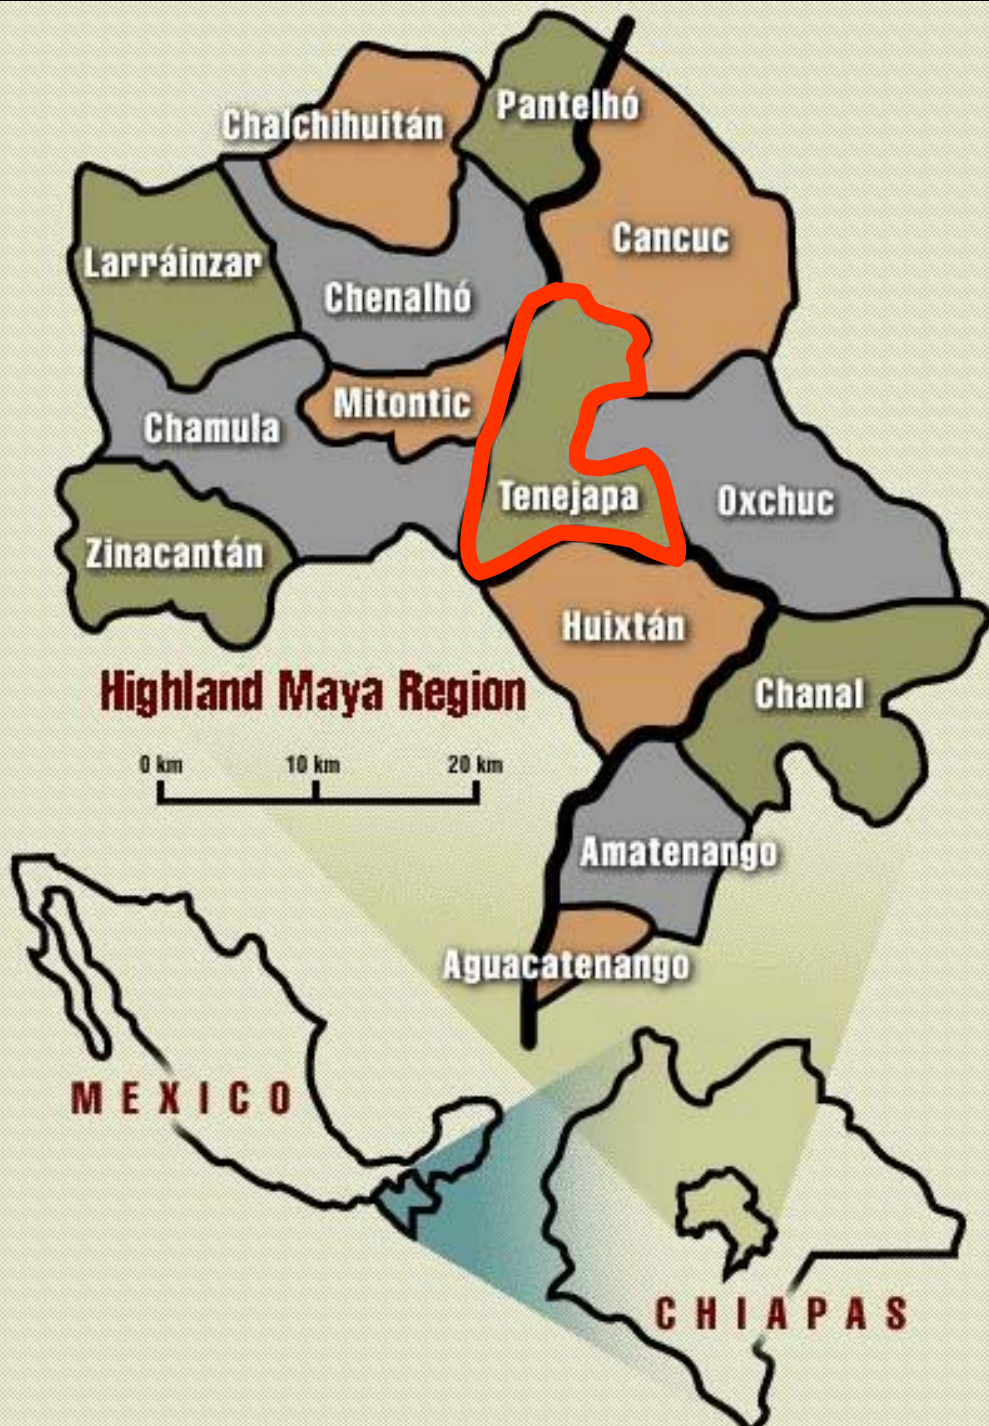 Pantelhó
Chalchihuitán
Cancuc
Larráinzar
Chenalhó
Mitontic
Chamula
Tenejapa
Oxchuc
Zinacantán
Huixtán
Highland Maya Region
Chanal
0 km 10 km 20 km
Amatenango
Aguacatenango
MEXICO
CHIAPAS